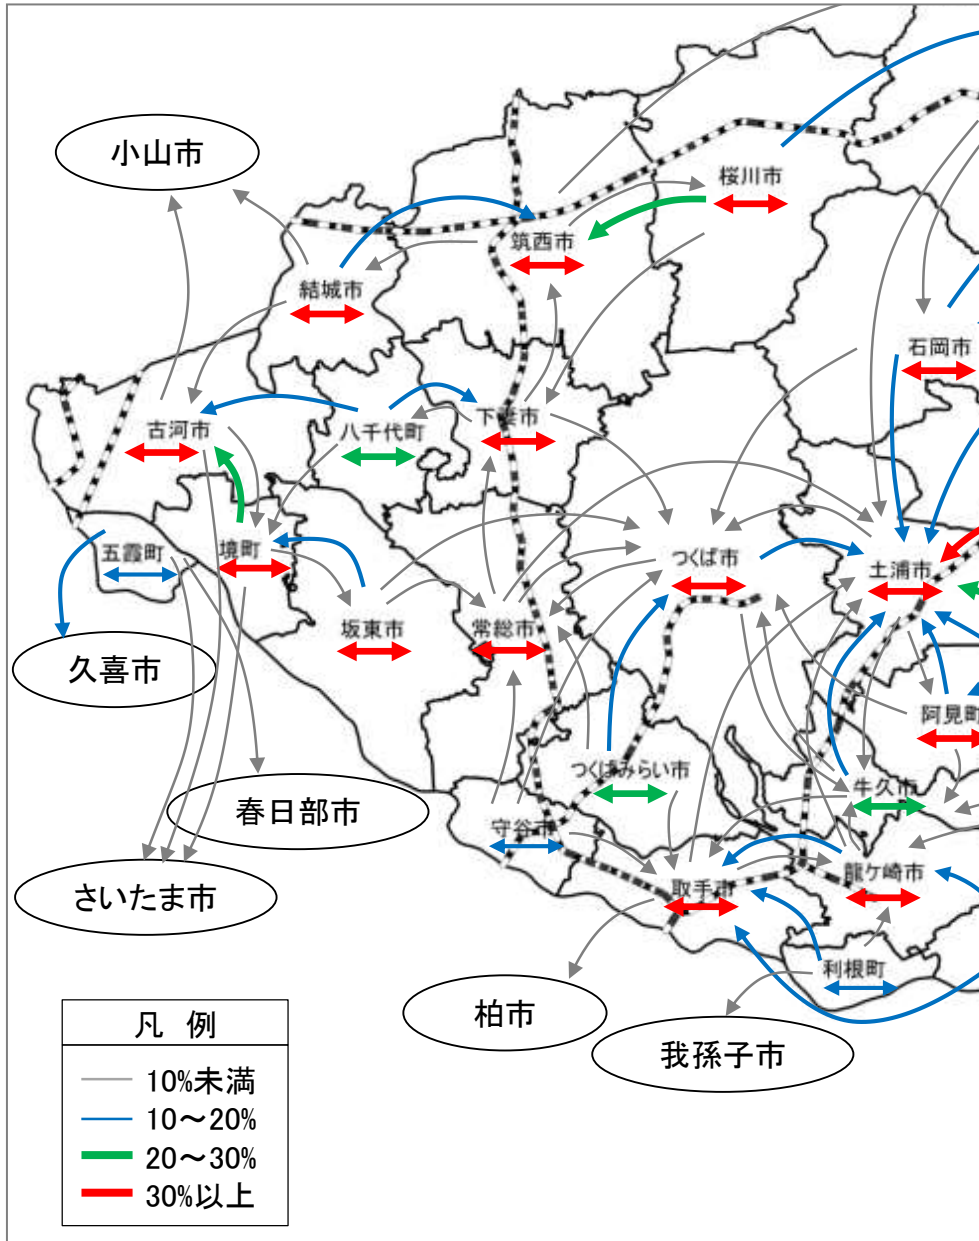 小山市
桜川市
筑西市
結城市
石岡市
古河市
八千代町
下妻市
五霞町
境町
つくば市
土浦市
坂東市
常総市
久喜市
阿見町
つくばみらい市
牛久市
春日部市
守谷市
龍ケ崎市
さいたま市
取手市
利根町
柏市
我孫子市
凡 例
10%未満
10～20%
20～30%
30%以上